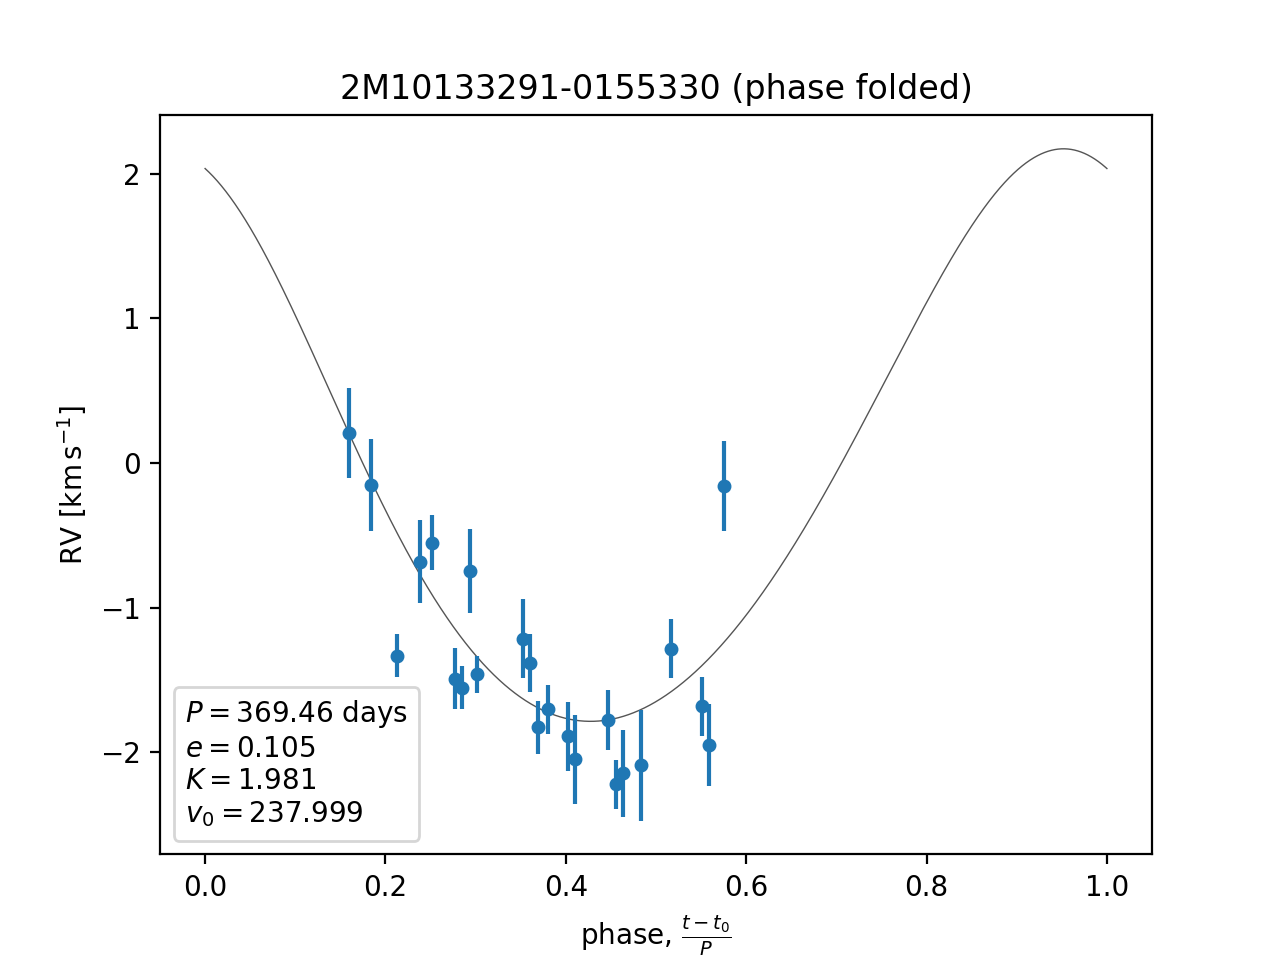 2M10133291-0155330 (phase folded)
RV [km s⁻¹]
2
1
0
−1
−2
P = 369.46 days
e = 0.105
K = 1.981
v₀ = 237.999
0.0 0.2 0.4 0.6 0.8 1.0
phase, \frac{t − t₀}{P}